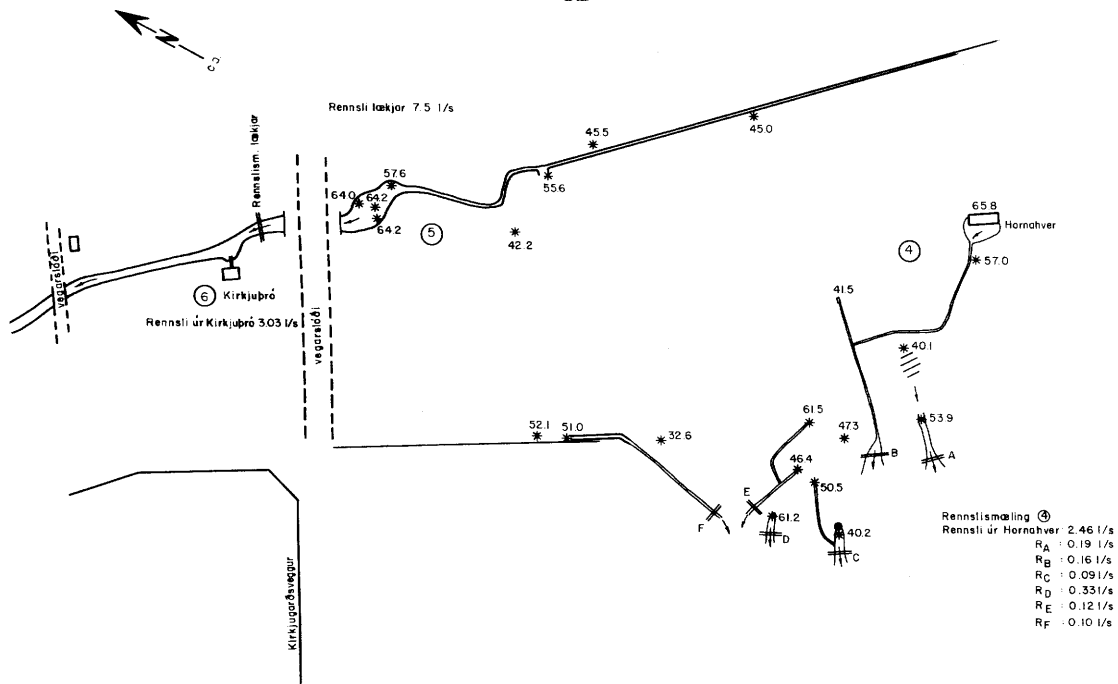 N
Rennsli lækjar 7.5 l/s
Rennslism. lækjar
45.5
45.0
57.6
64.0
64.2
64.2
55.6
5
42.2
65.8
Hornahver
4
57.0
vegarslóði
6 Kirkjuþró
Rennsli úr Kirkjuþró 3.03 l/s
vegarslóði
41.5
40.1
61.5
53.9
52.1
51.0
32.6
47.3
B
A
46.4
50.5
E
F
61.2
D
40.2
C
Kirkjugarðsveggur
Rennslismæling 4
Rennsli úr Hornahver : 2.46 l/s
RA : 0.19 l/s
RB : 0.16 l/s
RC : 0.09 l/s
RD : 0.33 l/s
RE : 0.12 l/s
RF : 0.10 l/s